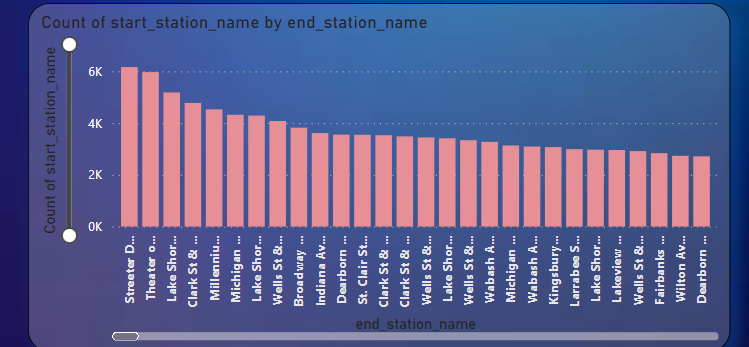 Count of start_station_name by end_station_name
Count of start_station_name
6K
4K
2K
0K
Streeter D...
Theater o...
Lake Shor...
Clark St & ...
Millenniu...
Michigan ...
Lake Shor...
Wells St &...
Broadway ...
Indiana Av...
Dearborn ...
St. Clair St...
Clark St & ...
Clark St & ...
Wells St &...
Lake Shor...
Wells St &...
Wabash A...
Michigan ...
Wabash A...
Kingsbury...
Larrabee S...
Lake Shor...
Lakeview ...
Wells St &...
Fairbanks ...
Wilton Av...
Dearborn ...
end_station_name